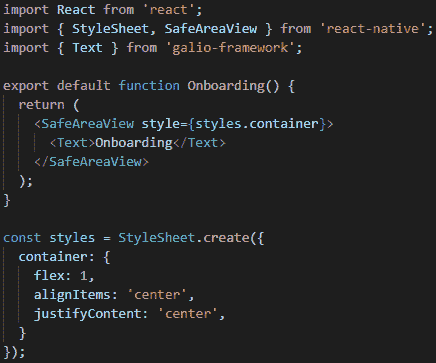 import React from 'react';
import { StyleSheet, SafeAreaView } from 'react-native';
import { Text } from 'galio-framework';

export default function Onboarding() {
  return (
    <SafeAreaView style={styles.container}>
      <Text>Onboarding</Text>
    </SafeAreaView>
  );
}

const styles = StyleSheet.create({
  container: {
    flex: 1,
    alignItems: 'center',
    justifyContent: 'center',
  }
});